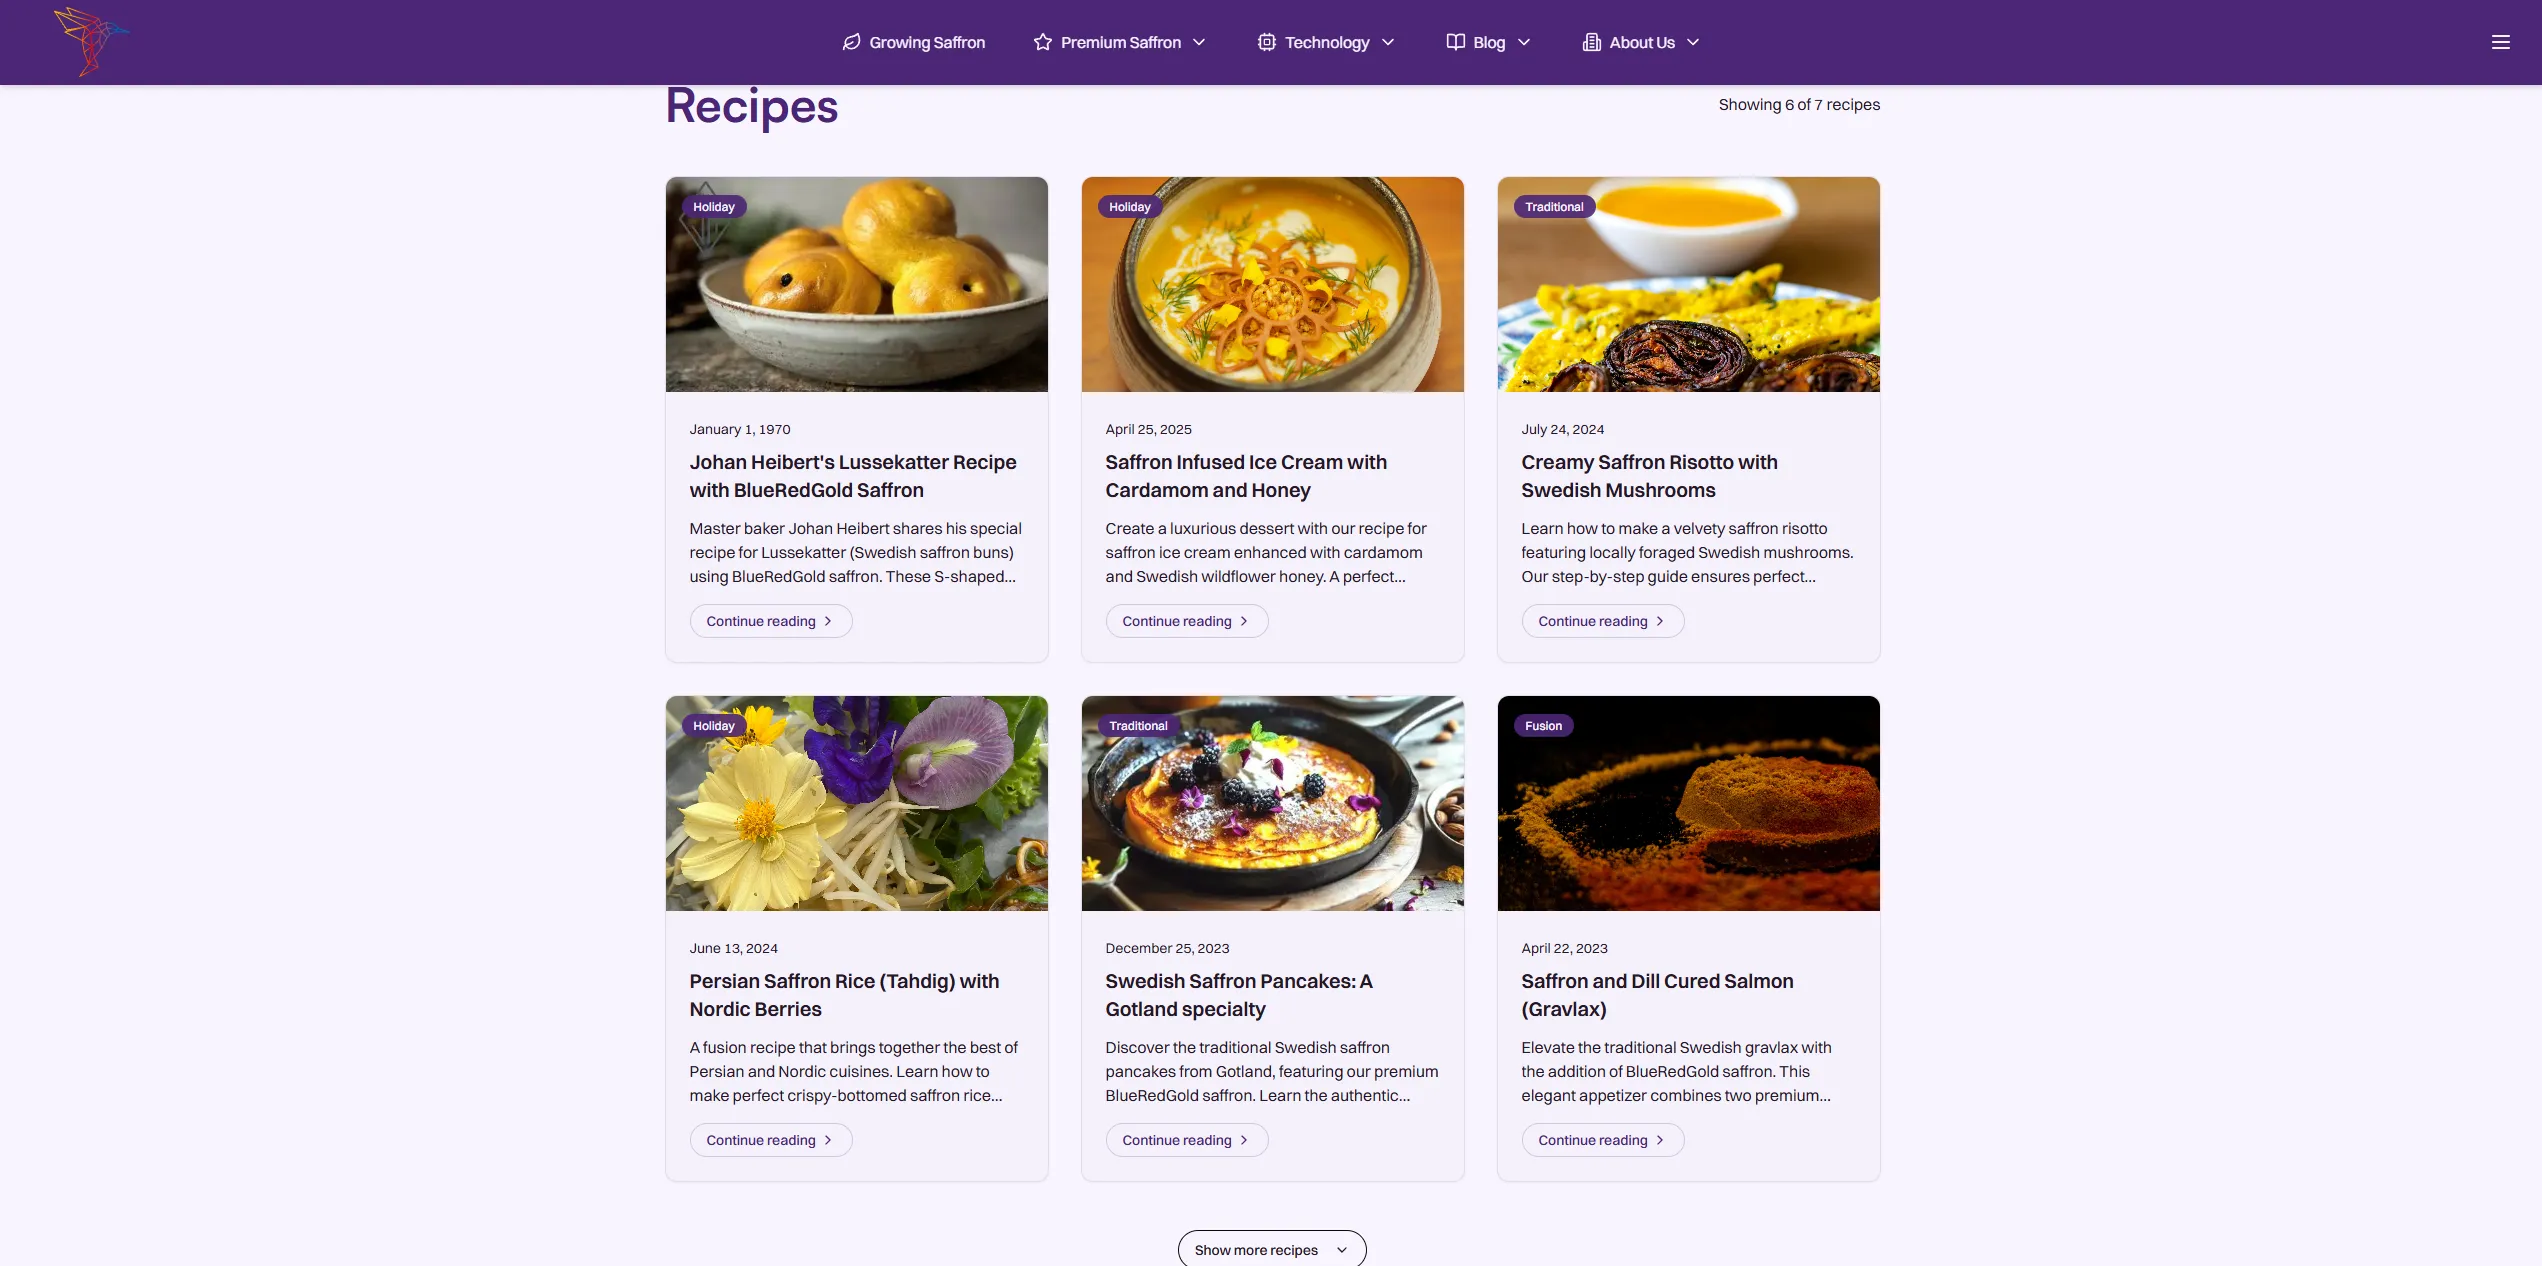 Growing Saffron
Premium Saffron
Technology
Blog
About Us
Recipes
Showing 6 of 7 recipes
Holiday
January 1, 1970
Johan Heibert's Lussekatter Recipe
with BlueRedGold Saffron
Master baker Johan Heibert shares his special
recipe for Lussekatter (Swedish saffron buns)
using BlueRedGold saffron. These S-shaped...
Continue reading
Holiday
April 25, 2025
Saffron Infused Ice Cream with
Cardamom and Honey
Create a luxurious dessert with our recipe for
saffron ice cream enhanced with cardamom
and Swedish wildflower honey. A perfect...
Continue reading
Traditional
July 24, 2024
Creamy Saffron Risotto with
Swedish Mushrooms
Learn how to make a velvety saffron risotto
featuring locally foraged Swedish mushrooms.
Our step-by-step guide ensures perfect...
Continue reading
Holiday
June 13, 2024
Persian Saffron Rice (Tahdig) with
Nordic Berries
A fusion recipe that brings together the best of
Persian and Nordic cuisines. Learn how to
make perfect crispy-bottomed saffron rice...
Continue reading
Traditional
December 25, 2023
Swedish Saffron Pancakes: A
Gotland specialty
Discover the traditional Swedish saffron
pancakes from Gotland, featuring our premium
BlueRedGold saffron. Learn the authentic...
Continue reading
Fusion
April 22, 2023
Saffron and Dill Cured Salmon
(Gravlax)
Elevate the traditional Swedish gravlax with
the addition of BlueRedGold saffron. This
elegant appetizer combines two premium...
Continue reading
Show more recipes